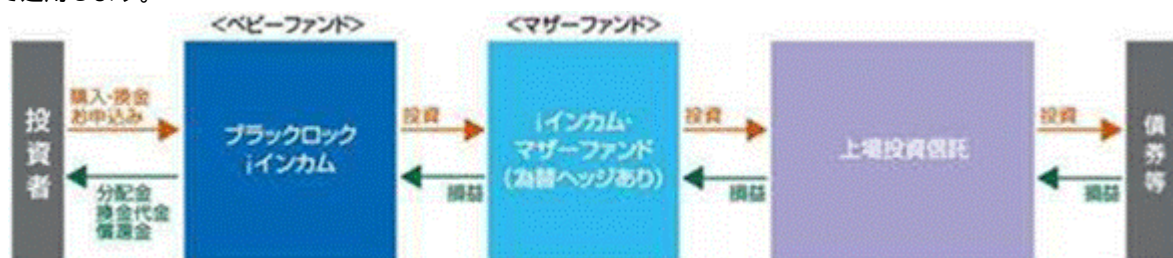 で運用します。
<ベビーファンド>
<マザーファンド>
投資者
購入・換金
お申込み
分配金
換金代金
償還金
ブラックロック
iインカム
投資
損益
iインカム・
マザーファンド
(為替ヘッジあり)
投資
損益
上場投資信託
投資
損益
債券等